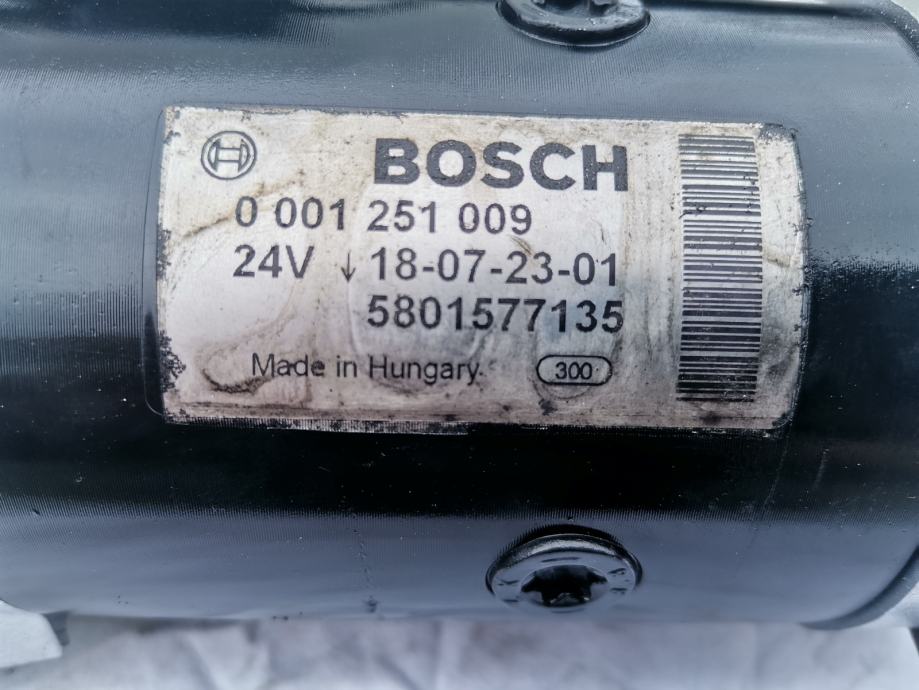 BOSCH
0 001 251 009
24V ↓ 18-07-23-01
5801577135
Made in Hungary 300